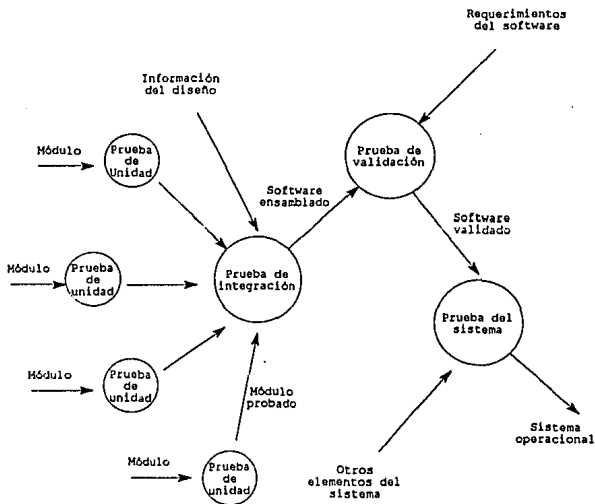 Requerimientos
del software
Información
del diseño
Módulo
Prueba
de
Unidad
Prueba de
validación
Software
ensamblado
Software
validado
Módulo
Prueba
de
unidad
Prueba de
integración
Prueba del
sistema
Módulo
Prueba
de
unidad
Módulo
probado
Sistema
operacional
Módulo
Prueba
de
unidad
Otros
elementos del
sistema